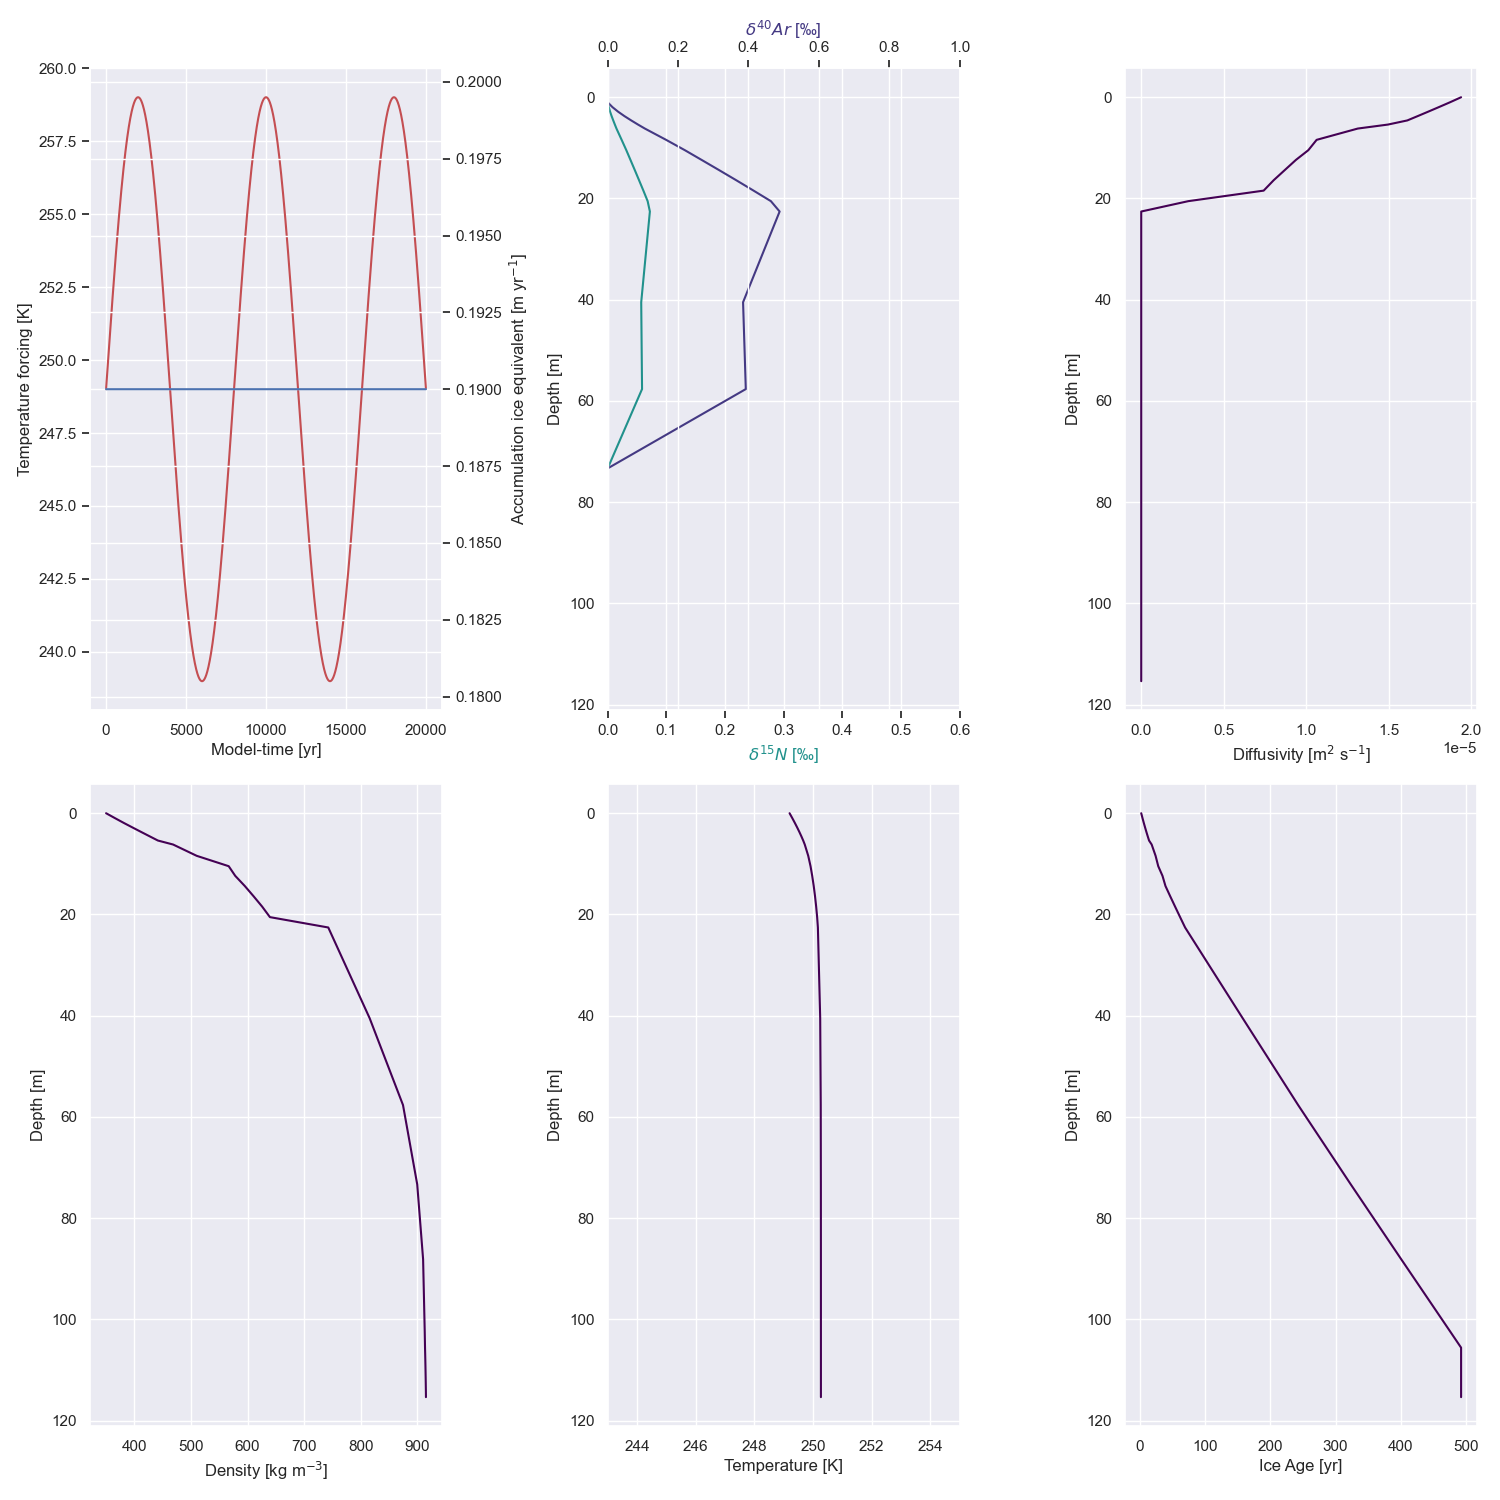 δ⁴⁰Ar [‰]
0.0 0.2 0.4 0.6 0.8 1.0
260.0
257.5
255.0
252.5
250.0
247.5
245.0
242.5
240.0
Temperature forcing [K]
0 5000 10000 15000 20000
Model-time [yr]
0.2000
0.1975
0.1950
0.1925
0.1900
0.1875
0.1850
0.1825
0.1800
Accumulation ice equivalent [m yr⁻¹]
0
20
40
60
80
100
120
Depth [m]
0.0 0.1 0.2 0.3 0.4 0.5 0.6
δ¹⁵N [‰]
0
20
40
60
80
100
120
Depth [m]
0.0 0.5 1.0 1.5 2.0
1e−5
Diffusivity [m² s⁻¹]
0
20
40
60
80
100
120
Depth [m]
400 500 600 700 800 900
Density [kg m⁻³]
0
20
40
60
80
100
120
Depth [m]
244 246 248 250 252 254
Temperature [K]
0
20
40
60
80
100
120
Depth [m]
0 100 200 300 400 500
Ice Age [yr]